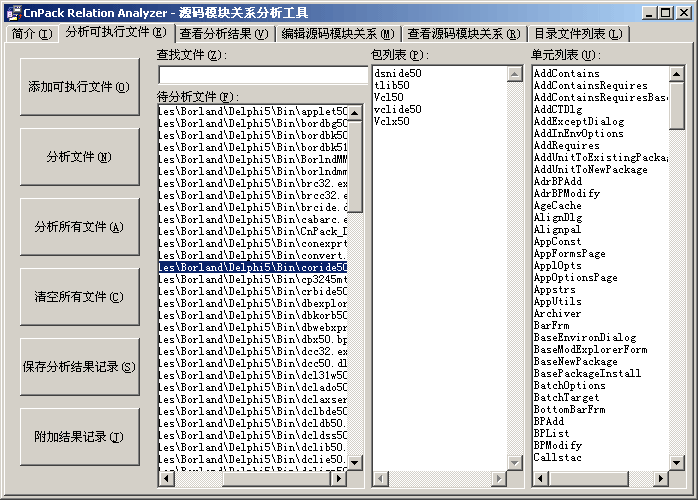 CnPack Relation Analyzer - 源码模块关系分析工具
简介(I) 分析可执行文件(E) 查看分析结果(V) 编辑源码模块关系(M) 查看源码模块关系(R) 目录文件列表(L)
添加可执行文件(O)
分析文件(N)
分析所有文件(A)
清空所有文件(C)
保存分析结果记录(S)
附加结果记录(T)
查找文件(Z):
待分析文件(F):
les\Borland\Delphi5\Bin\applet50
les\Borland\Delphi5\Bin\bordbg50
les\Borland\Delphi5\Bin\bordbk50
les\Borland\Delphi5\Bin\bordbk51
les\Borland\Delphi5\Bin\BorlndMM
les\Borland\Delphi5\Bin\borlndmm
les\Borland\Delphi5\Bin\brc32.ex
les\Borland\Delphi5\Bin\brcc32.e
les\Borland\Delphi5\Bin\brcide.d
les\Borland\Delphi5\Bin\cabarc.e
les\Borland\Delphi5\Bin\CnPack_I
les\Borland\Delphi5\Bin\conexprt
les\Borland\Delphi5\Bin\convert.
les\Borland\Delphi5\Bin\coride50
les\Borland\Delphi5\Bin\cp3245mt
les\Borland\Delphi5\Bin\crbide50
les\Borland\Delphi5\Bin\dbexplor
les\Borland\Delphi5\Bin\dbkorb50
les\Borland\Delphi5\Bin\dbwebxpr
les\Borland\Delphi5\Bin\dbx50.bp
les\Borland\Delphi5\Bin\dcc32.ex
les\Borland\Delphi5\Bin\dcc50.dl
les\Borland\Delphi5\Bin\dcl31w50
les\Borland\Delphi5\Bin\dclado50
les\Borland\Delphi5\Bin\dclaxser
les\Borland\Delphi5\Bin\dclbde50
les\Borland\Delphi5\Bin\dcldb50.
les\Borland\Delphi5\Bin\dcldss50
les\Borland\Delphi5\Bin\dclib50.
les\Borland\Delphi5\Bin\dclie50.
包列表(P):
dsnide50
tlib50
Vcl50
vclide50
Vclx50
单元列表(U):
AddContains
AddContainsRequires
AddContainsRequiresBase
AddCTDlg
AddExceptDialog
AddInEnvOptions
AddRequires
AddUnitToExistingPacka
AddUnitToNewPackage
AdrBPAdd
AdrBPModify
AgeCache
AlignDlg
Alignpal
AppConst
AppFormsPage
ApplOpts
AppOptionsPage
Appstrs
AppUtils
Archiver
BarFrm
BaseEnvironDialog
BaseModExplorerForm
BaseNewPackage
BasePackageInstall
BatchOptions
BatchTarget
BottomBarFrm
BPAdd
BPList
BPModify
Callstac